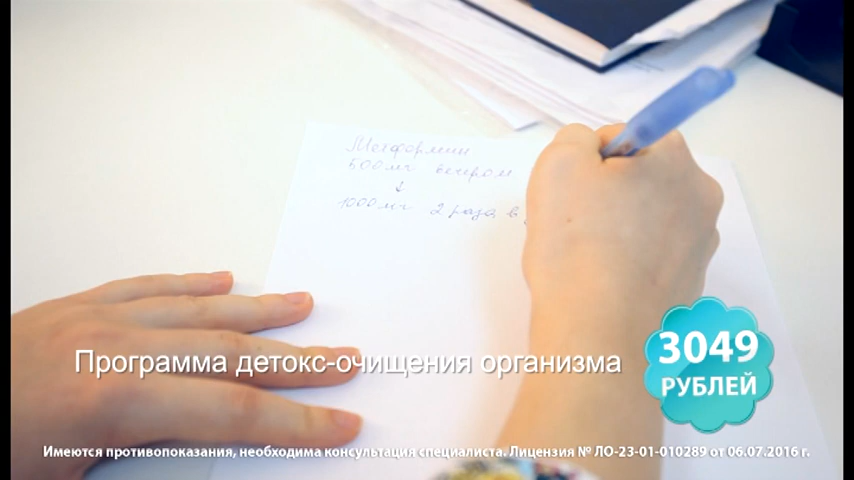 Метформин
500мг вечером
↓
1000мг 2 раза в
Программа детокс-очищения организма
3049
РУБЛЕЙ
Имеются противопоказания, необходима консультация специалиста. Лицензия № ЛО-23-01-010289 от 06.07.2016 г.